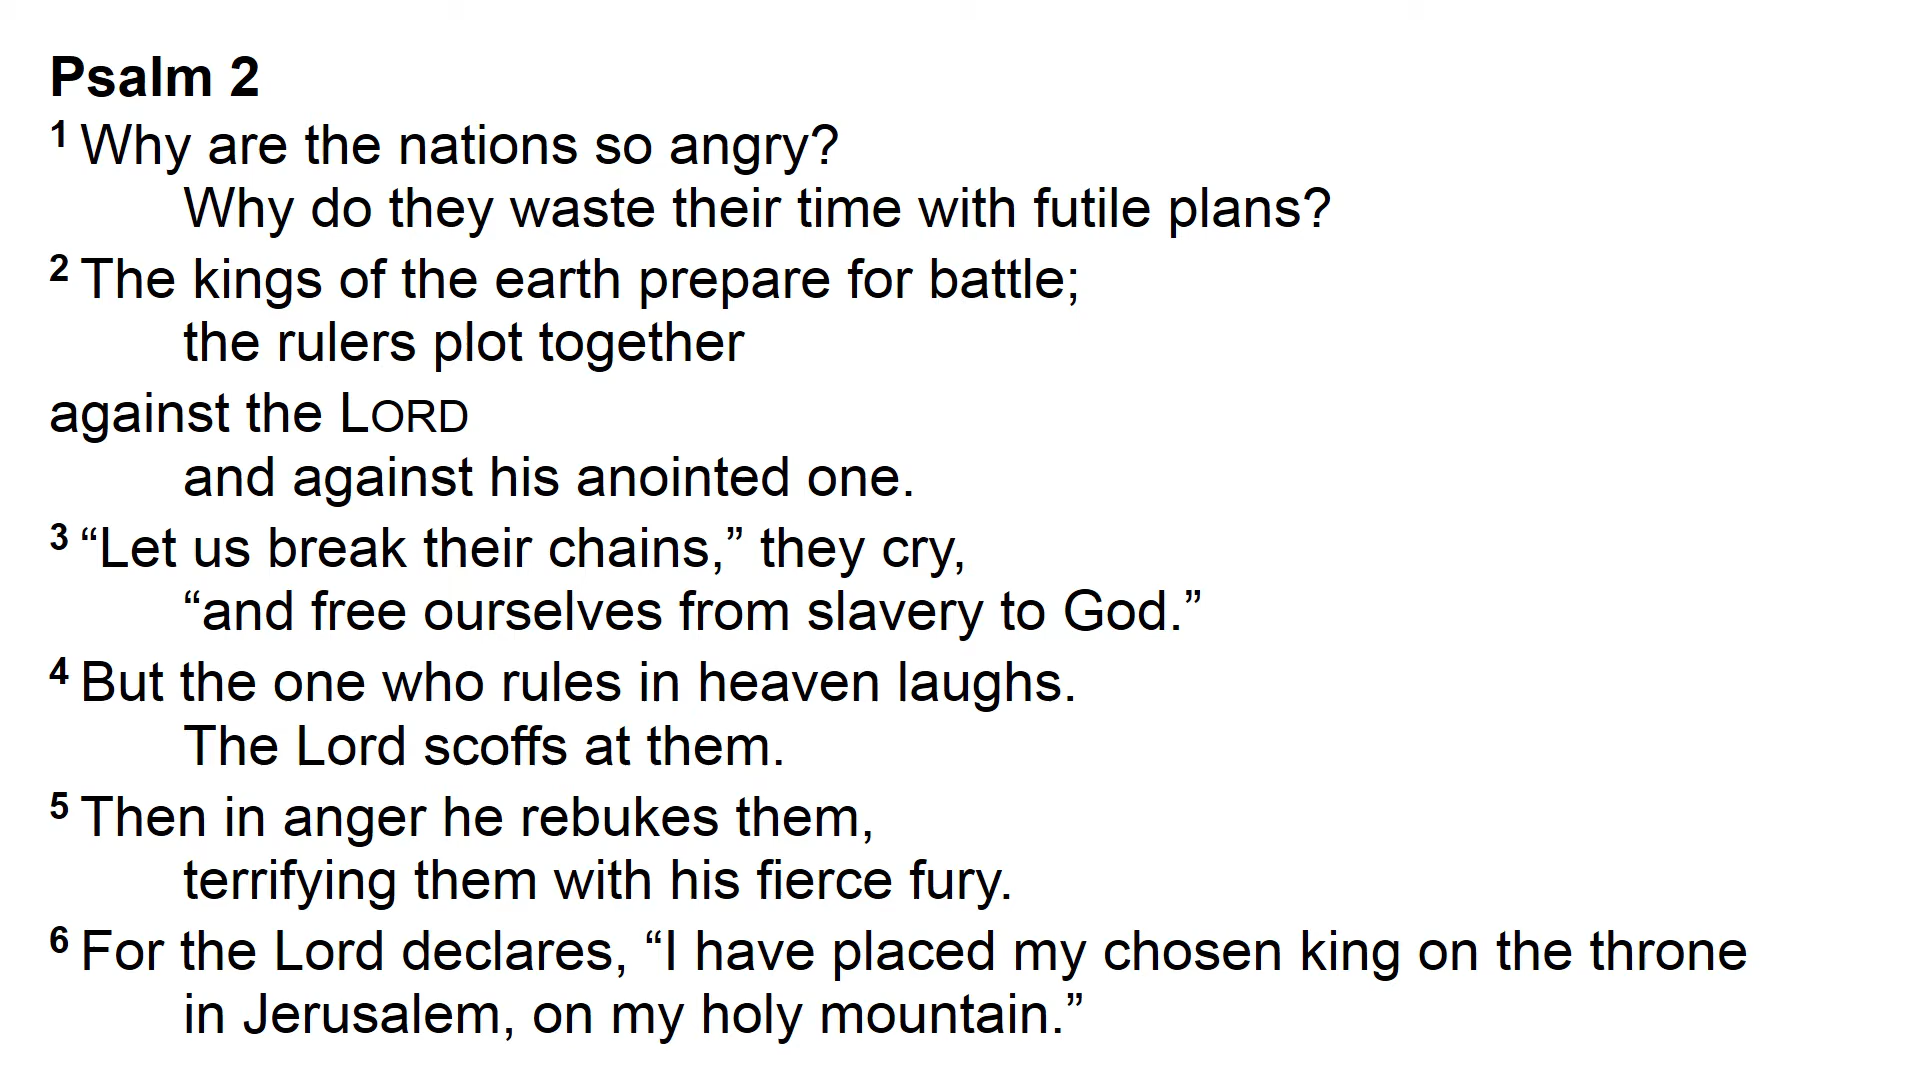 Psalm 2
1 Why are the nations so angry?
Why do they waste their time with futile plans?
2 The kings of the earth prepare for battle;
the rulers plot together
against the LORD
and against his anointed one.
3 “Let us break their chains,” they cry,
“and free ourselves from slavery to God.”
4 But the one who rules in heaven laughs.
The Lord scoffs at them.
5 Then in anger he rebukes them,
terrifying them with his fierce fury.
6 For the Lord declares, “I have placed my chosen king on the throne
in Jerusalem, on my holy mountain.”